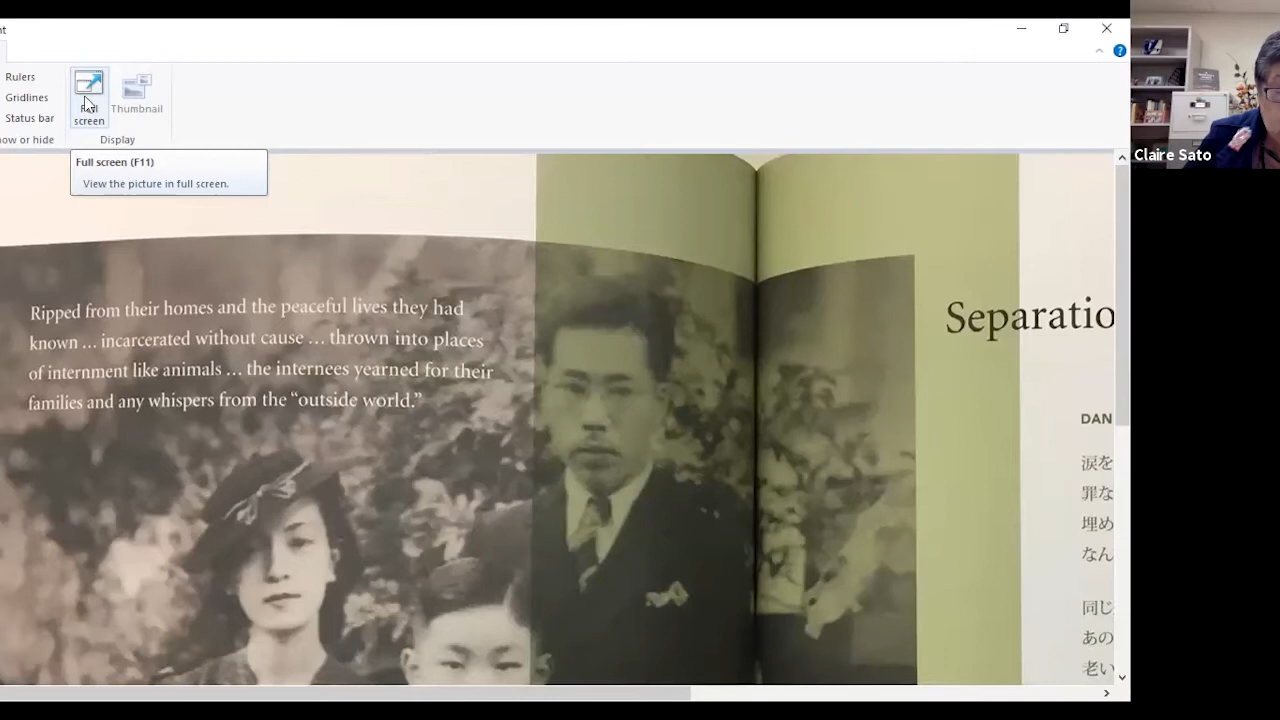 Rulers
Gridlines
Status bar
Full
screen
Thumbnail
Display
Full screen (F11)
View the picture in full screen.
Claire Sato
Ripped from their homes and the peaceful lives they had
known ... incarcerated without cause ... thrown into places
of internment like animals ... the internees yearned for their
families and any whispers from the “outside world.”
Separatio
DAN
涙を
罪な
埋め
なん
同じ
あの
老い